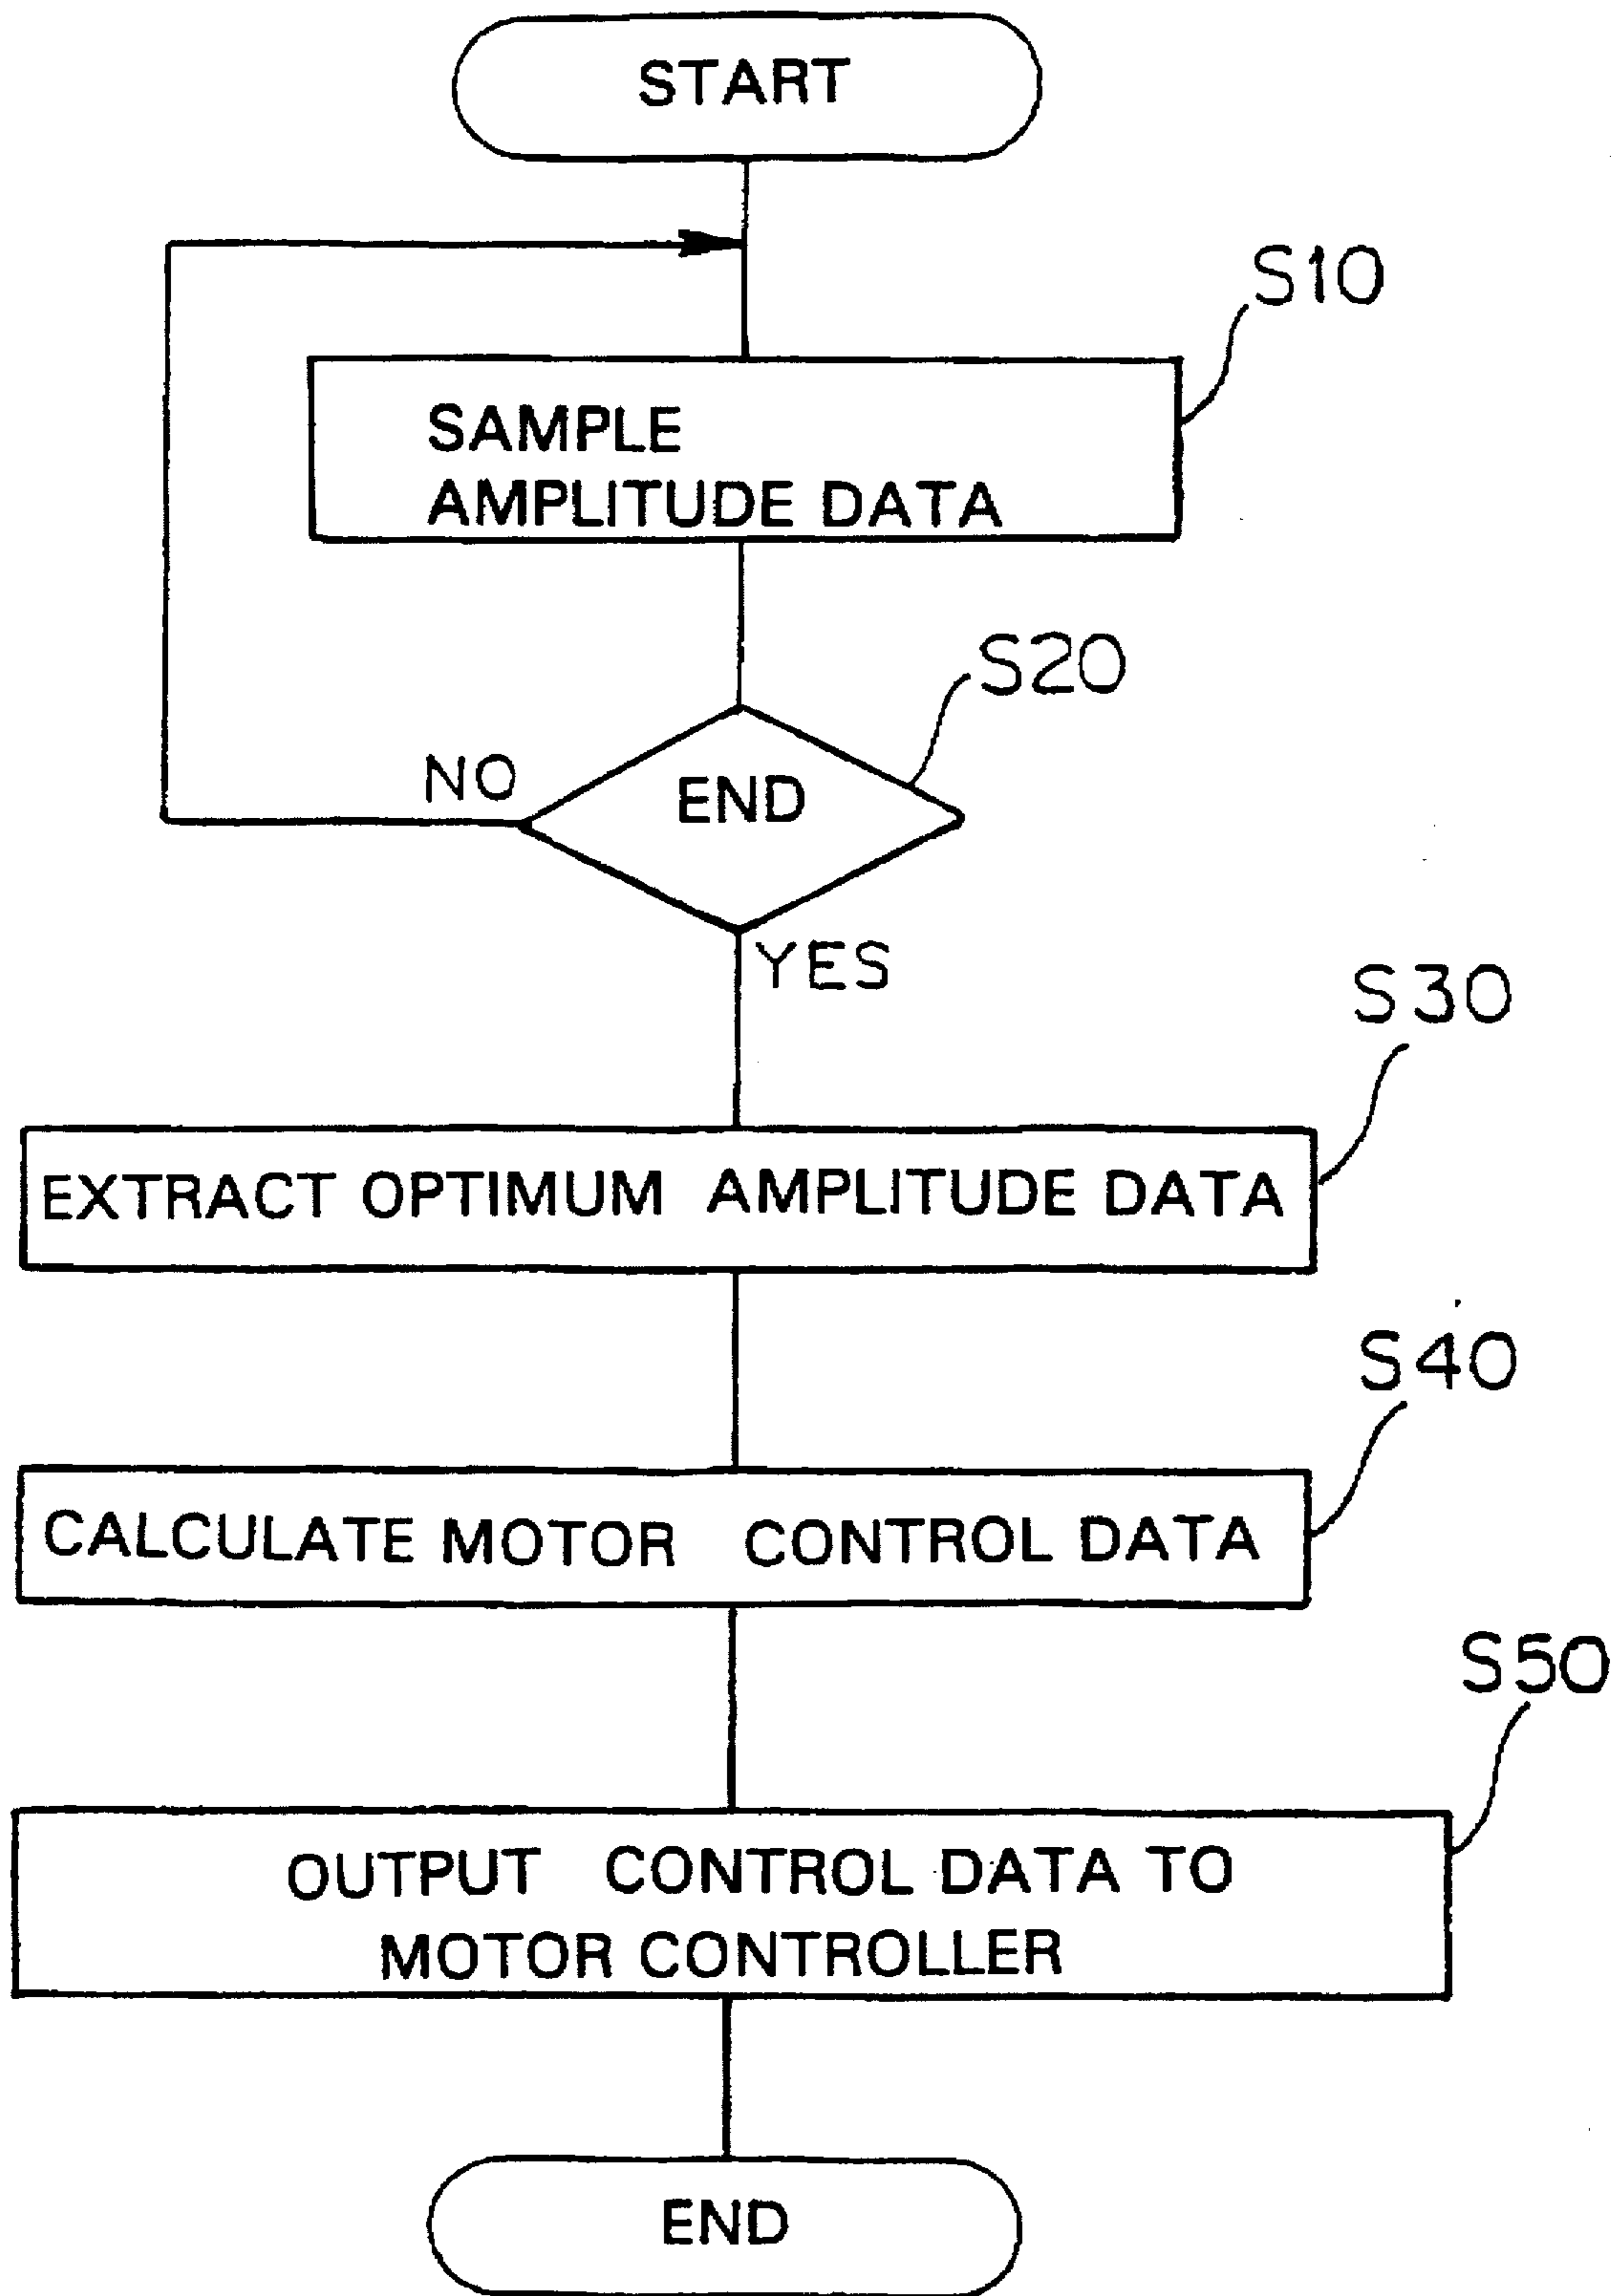 START
S10
SAMPLE
AMPLITUDE DATA
S20
NO
END
YES
S30
EXTRACT OPTIMUM AMPLITUDE DATA
S40
CALCULATE MOTOR CONTROL DATA
S50
OUTPUT CONTROL DATA TO
MOTOR CONTROLLER
END